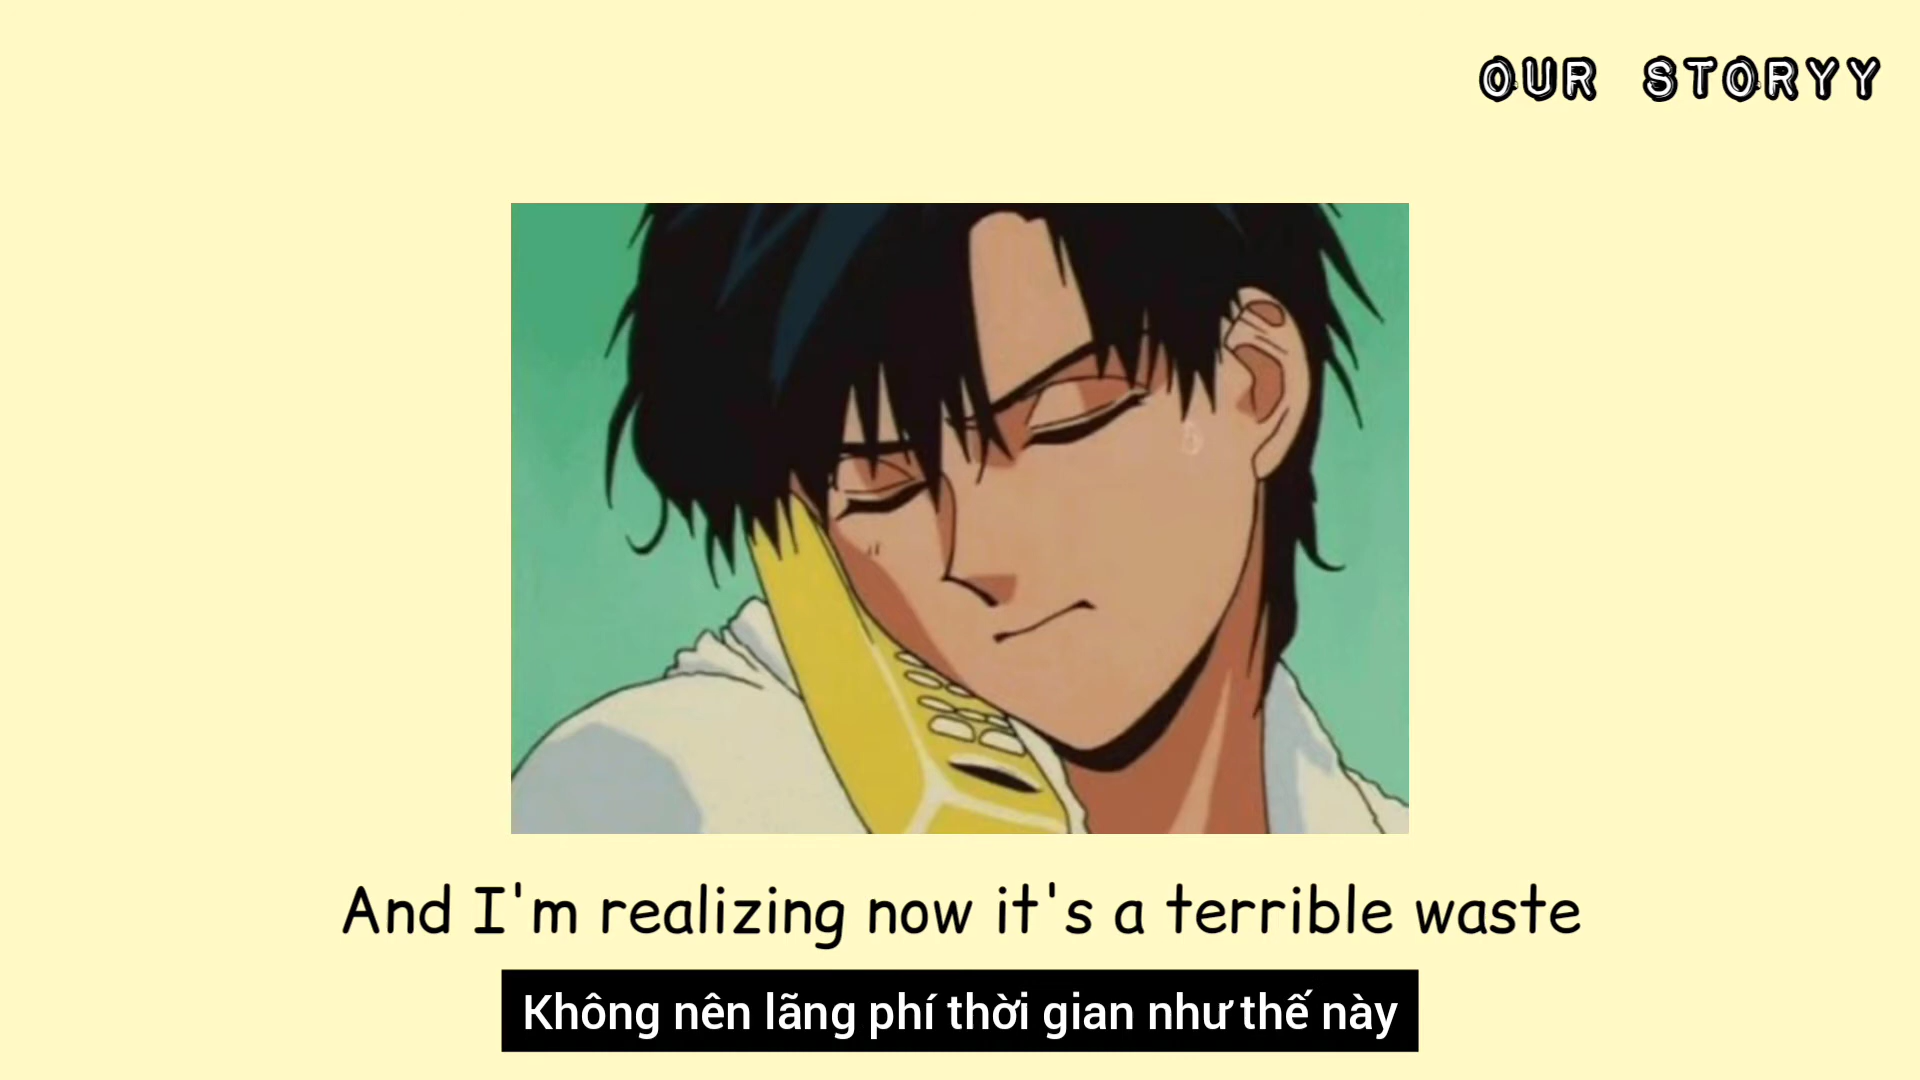 OUR STORYY
And I'm realizing now it's a terrible waste
Không nên lãng phí thời gian như thế này